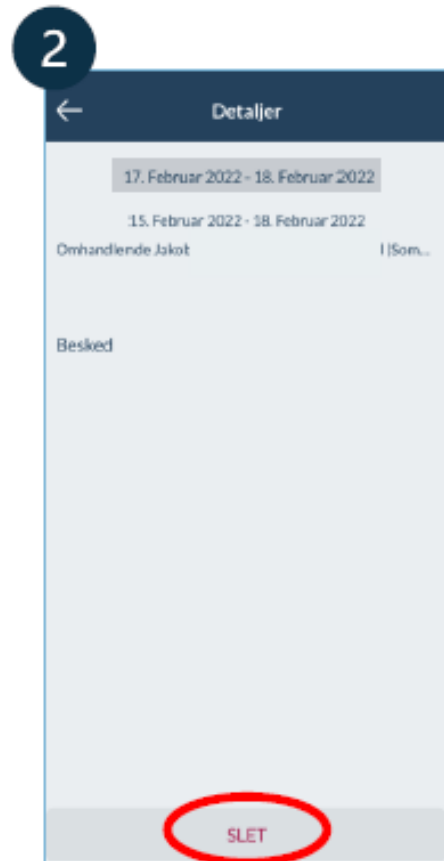 2
Detaljer
17. Februar 2022 - 18. Februar 2022
15. Februar 2022 - 18. Februar 2022
Omhandlende Jakob
Besked
SLET